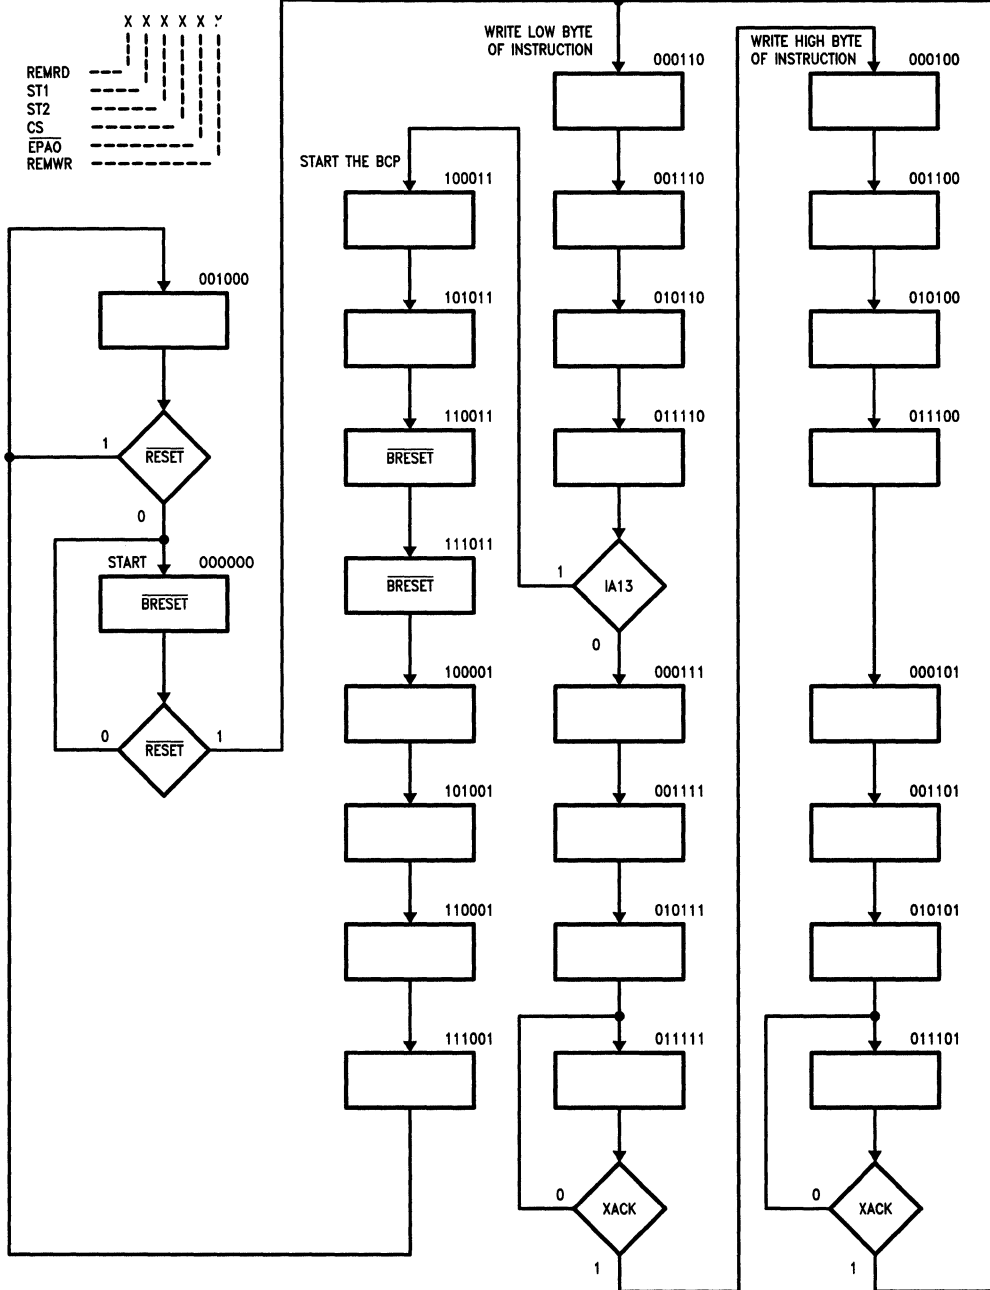 X X X X X Y
REMRD
ST1
ST2
CS
EPAO
REMWR
WRITE LOW BYTE
OF INSTRUCTION
000110
001110
010110
011110
IA13
1
0
000111
001111
010111
011111
XACK
0
1
WRITE HIGH BYTE
OF INSTRUCTION
000100
001100
010100
011100
000101
001101
010101
011101
XACK
0
1
START THE BCP
100011
101011
110011
BRESET
111011
BRESET
100001
101001
110001
111001
001000
RESET
1
0
START
000000
BRESET
RESET
0
1